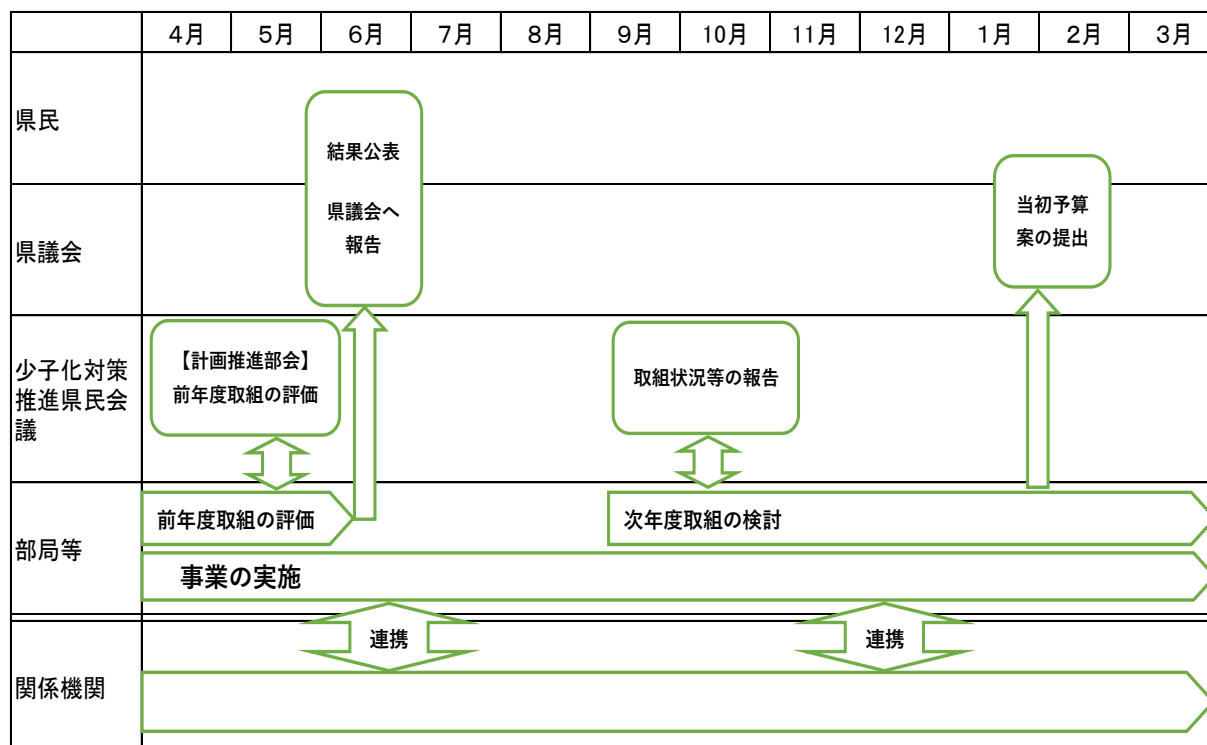 4月 5月 6月 7月 8月 9月 10月 11月 12月 1月 2月 3月
県民
結果公表
県議会へ
報告
県議会
当初予算
案の提出
少子化対策
推進県民会
議
【計画推進部会】
前年度取組の評価
取組状況等の報告
部局等
前年度取組の評価
次年度取組の検討
事業の実施
連携
連携
関係機関